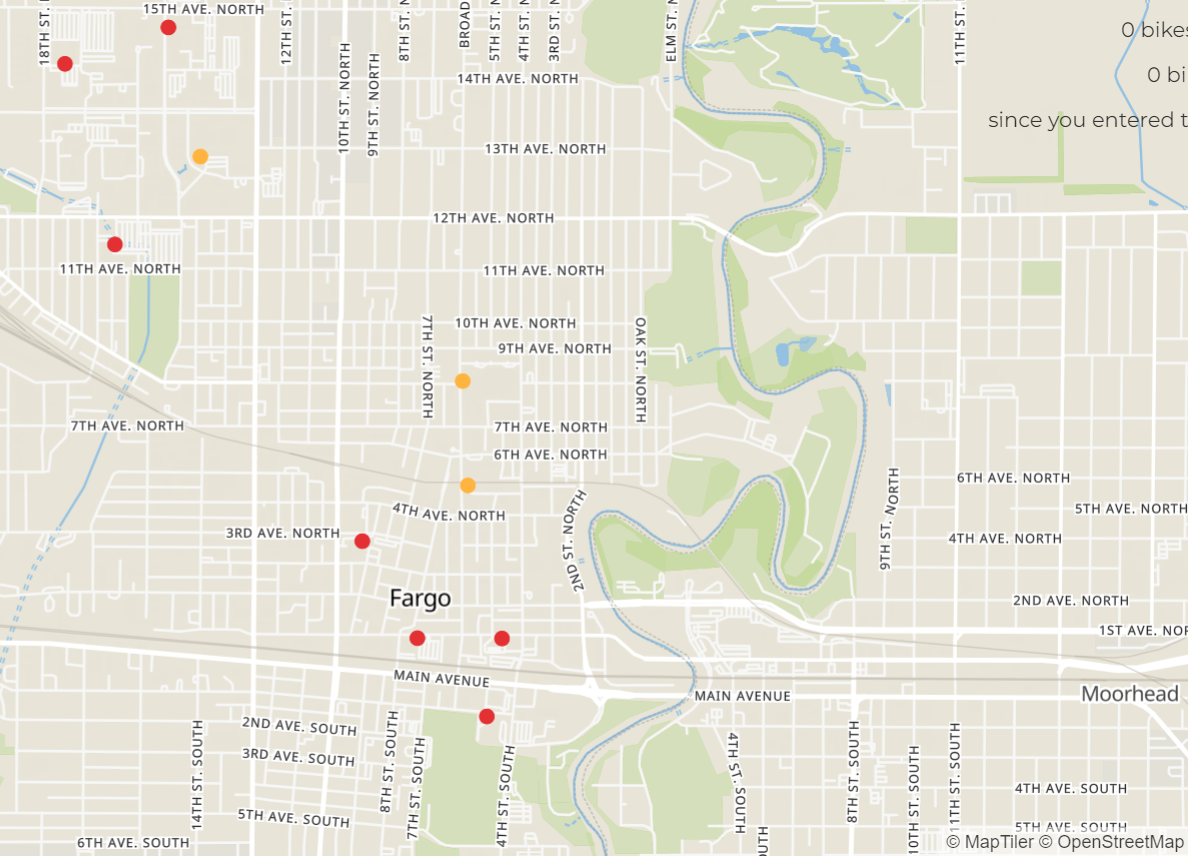 15TH AVE. NORTH
18TH ST.
12TH ST.
8TH ST. N
BROAD
5TH ST. N
4TH ST. N
3RD ST. N
ELM ST. N
11TH ST.
0 bikes
0 bi
since you entered t
14TH AVE. NORTH
10TH ST. NORTH
9TH ST. NORTH
13TH AVE. NORTH
12TH AVE. NORTH
11TH AVE. NORTH
11TH AVE. NORTH
10TH AVE. NORTH
9TH AVE. NORTH
7TH ST. NORTH
OAK ST. NORTH
7TH AVE. NORTH
7TH AVE. NORTH
6TH AVE. NORTH
6TH AVE. NORTH
4TH AVE. NORTH
2ND ST. NORTH
9TH ST. NORTH
5TH AVE. NORTH
3RD AVE. NORTH
4TH AVE. NORTH
Fargo
2ND AVE. NORTH
1ST AVE. NOR
MAIN AVENUE
MAIN AVENUE
Moorhead
2ND AVE. SOUTH
3RD AVE. SOUTH
14TH ST. SOUTH
8TH ST. SOUTH
7TH ST. SOUTH
4TH ST. SOUTH
4TH ST. SOUTH
8TH ST. SOUTH
10TH ST. SOUTH
11TH ST. SOUTH
4TH AVE. SOUTH
5TH AVE. SOUTH
5TH AVE. SOUTH
6TH AVE. SOUTH
OUTH
© MapTiler © OpenStreetMap